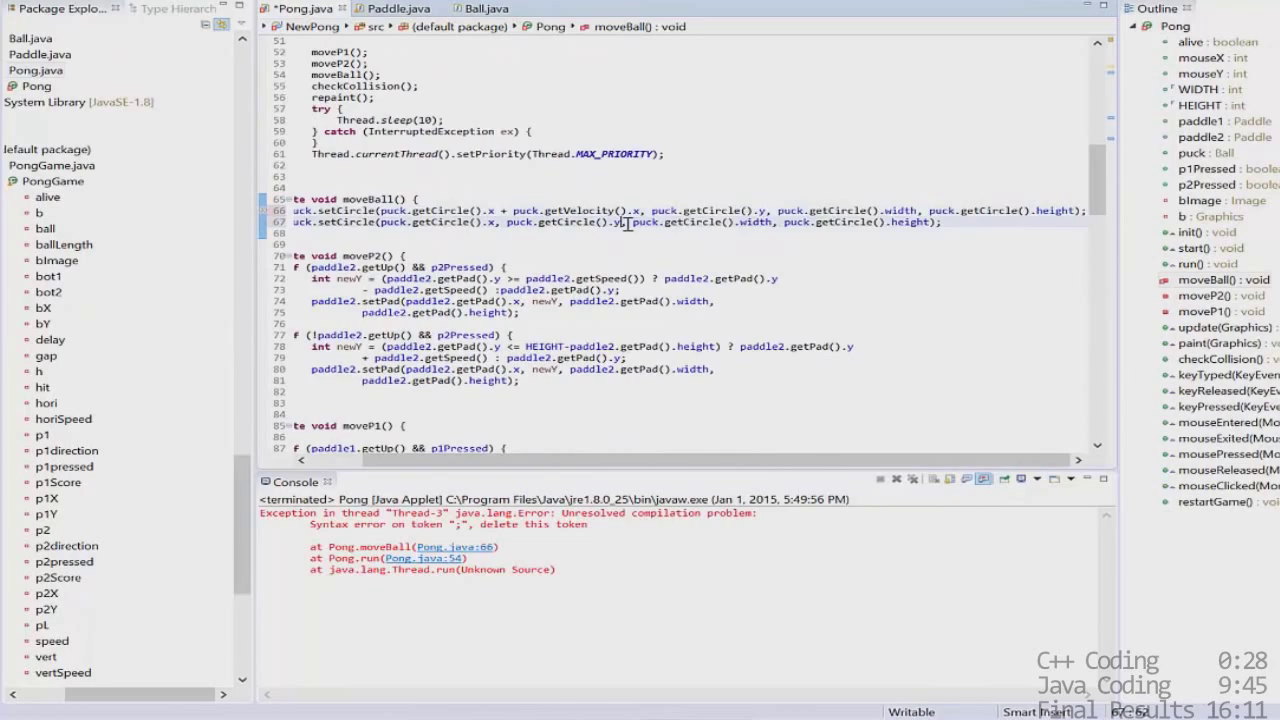 Package Explo...
Type Hierarch
Ball.java
Paddle.java
Pong.java
Pong
System Library [JavaSE-1.8]
(default package)
PongGame.java
PongGame
alive
b
ball
ballLength
bImage
bot1
bot2
bX
bY
delay
gap
h
hit
hori
horiSpeed
p1
p1direction
p1pressed
p1Score
p1X
p1Y
p2
p2direction
p2pressed
p2Score
p2X
p2Y
pL
speed
vert
vertSpeed
*Pong.java Paddle.java Ball.java
NewPong src (default package) Pong moveBall() : void
51
52 moveP1();
53 moveP2();
54 moveBall();
55 checkCollision();
56 repaint();
57 try {
58 Thread.sleep(10);
59 } catch (InterruptedException ex) {
60 }
61 Thread.currentThread().setPriority(Thread.MAX_PRIORITY);
62
63
64
65 te void moveBall() {
66 uck.setCircle(puck.getCircle().x + puck.getVelocity().x, puck.getCircle().y, puck.getCircle().width, puck.getCircle().height);
67 uck.setCircle(puck.getCircle().x, puck.getCircle().y, puck.getCircle().width, puck.getCircle().height);
68
69
70 te void moveP2() {
71 f (paddle2.getUp() && p2Pressed) {
72 int newY = (paddle2.getPad().y >= paddle2.getSpeed()) ? paddle2.getPad().y
73 - paddle2.getSpeed() :paddle2.getPad().y;
74 paddle2.setPad(paddle2.getPad().x, newY, paddle2.getPad().width,
75 paddle2.getPad().height);
76
77 f (!paddle2.getUp() && p2Pressed) {
78 int newY = (paddle2.getPad().y <= HEIGHT-paddle2.getPad().height) ? paddle2.getPad().y
79 + paddle2.getSpeed() : paddle2.getPad().y;
80 paddle2.setPad(paddle2.getPad().x, newY, paddle2.getPad().width,
81 paddle2.getPad().height);
82
83
84
85 te void moveP1() {
86
87 f (paddle1.getUp() && p1Pressed) {
Console
<terminated> Pong [Java Applet] C:\Program Files\Java\jre1.8.0_25\bin\javaw.exe (Jan 1, 2015, 5:49:56 PM)
Exception in thread "Thread-3" java.lang.Error: Unresolved compilation problem:
Syntax error on token ";", delete this token
at Pong.moveBall(Pong.java:66)
at Pong.run(Pong.java:54)
at java.lang.Thread.run(Unknown Source)
Outline
Pong
alive : boolean
mouseX : int
mouseY : int
WIDTH : int
HEIGHT : int
paddle1 : Paddle
paddle2 : Paddle
puck : Ball
p1Pressed : boole
p2Pressed : boole
bImage : Image
b : Graphics
init() : void
start() : void
run() : void
moveBall() : void
moveP2() : void
moveP1() : void
update(Graphics)
paint(Graphics) :
checkCollision() :
keyTyped(KeyEven
keyReleased(KeyE
keyPressed(KeyEv
mouseEntered(Mo
mouseExited(Mou
mousePressed(Mo
mouseReleased(M
mouseClicked(Mo
restartGame() : vo
C++ Coding 0:28
Java Coding 9:45
Final Results 16:11
Writable
Smart Insert